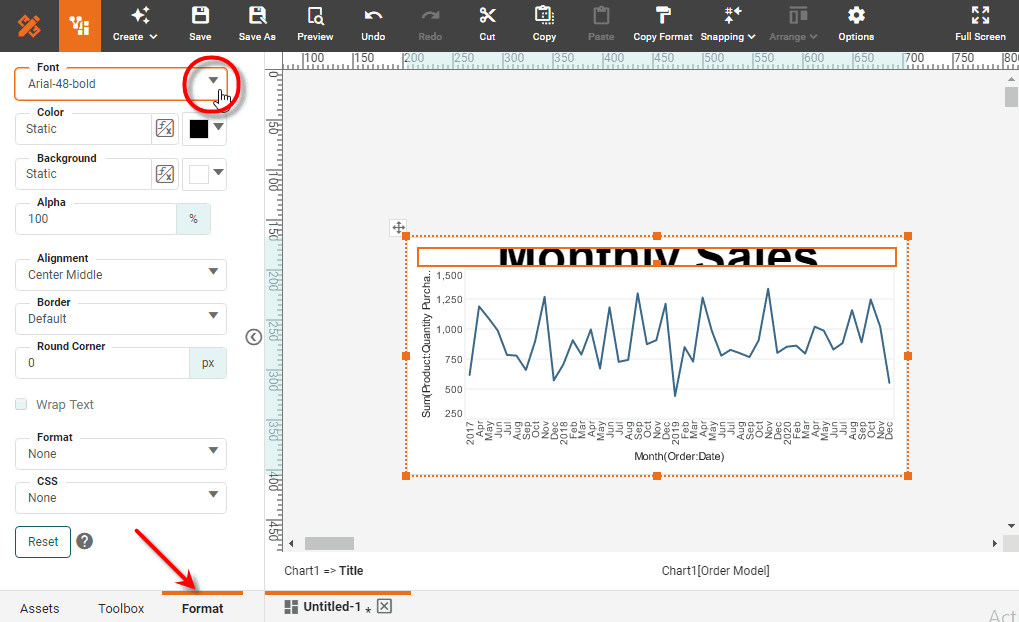 Create
Save
Save As
Preview
Undo
Redo
Cut
Copy
Paste
Copy Format
Snapping
Arrange
Options
Full Screen
100 150 200 250 300 350 400 450 500 550 600 650 700 750 800
Font
Arial-48-bold
Color
Static
Background
Static
Alpha
100 %
Alignment
Center Middle
Border
Default
Round Corner
0 px
Wrap Text
Format
None
CSS
None
Reset
?
Assets
Toolbox
Format
0
50
100
150
200
250
300
350
400
450
Monthly Sales
Sum(Product:Quantity Purcha..
1,500
1,250
1,000
750
500
250
2017 Apr May Jun Jul Aug Sep Oct Nov Dec 2018 Feb Mar Apr May Jun Jul Aug Sep Oct Nov Dec 2019 Feb Mar Apr May Jun Jul Aug Sep Oct Nov Dec 2020 Feb Mar Apr May Jun Jul Aug Sep Oct Nov Dec
Month(Order:Date)
Chart1 => Title
Chart1[Order Model]
Untitled-1 *
Act